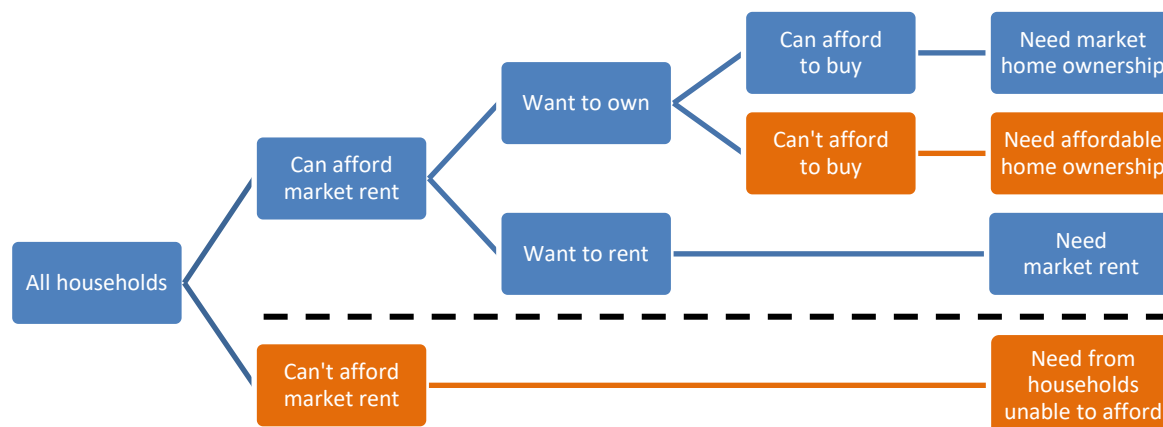 Can afford
to buy
Need market
home ownership
Want to own
Can't afford
to buy
Need affordable
home ownership
Can afford
market rent
Want to rent
Need
market rent
All households
Can't afford
market rent
Need from
households
unable to afford